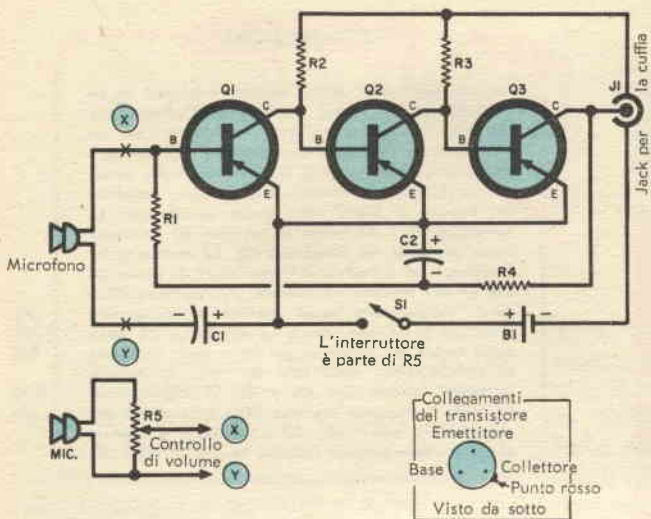 R2
R3
Q1
Q2
Q3
J1
C
C
C
X
B
B
B
E
E
E
Jack per la cuffia
R1
Microfono
C2
+
-
R4
Y
- +
C1
S1
+ -
B1
L'interruttore
è parte di R5
R5
X
MIC.
Controllo
di volume
Y
Collegamenti
del transistore
Emettitore
Base
Collettore
Punto rosso
Visto da sotto